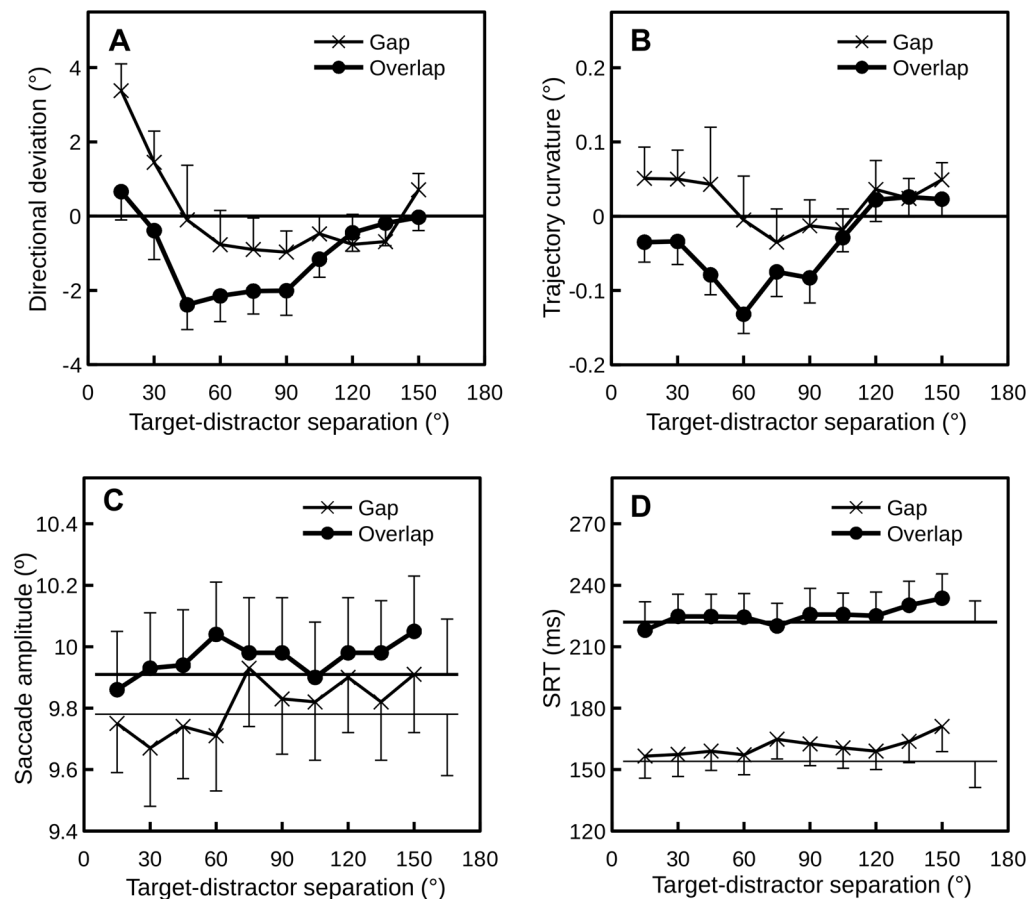 A
Gap
Overlap
Directional deviation (°)
4
2
0
-2
-4
0 30 60 90 120 150 180
Target-distractor separation (°)
B
Gap
Overlap
Trajectory curvature (°)
0.2
0.1
0
-0.1
-0.2
0 30 60 90 120 150 180
Target-distractor separation (°)
C
Gap
Overlap
Saccade amplitude (º)
10.4
10.2
10
9.8
9.6
9.4
0 30 60 90 120 150 180
Target-distractor separation (°)
D
Gap
Overlap
SRT (ms)
270
240
210
180
150
120
0 30 60 90 120 150 180
Target-distractor separation (°)